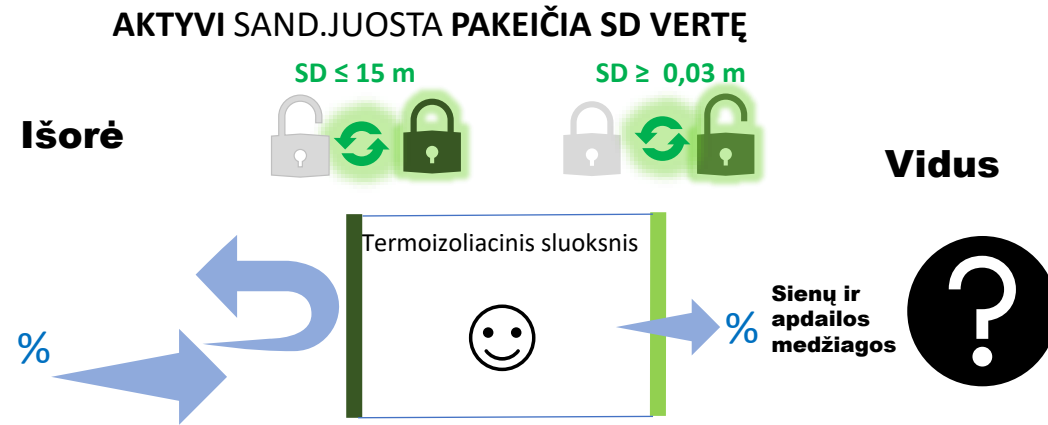 AKTYVI SAND.JUOSTA PAKEIČIA SD VERTĘ
SD ≤ 15 m
SD ≥ 0,03 m
Išorė
Vidus
Termoizoliacinis sluoksnis
%
%
Sienų ir
apdailos
medžiagos
?